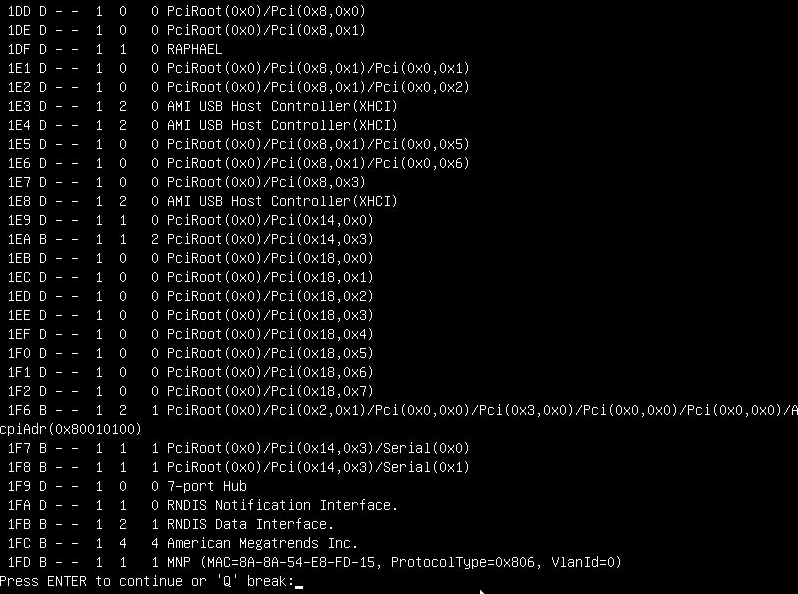 1DD D - - 1 0 0 PciRoot(0x0)/Pci(0x8,0x0)
1DE D - - 1 0 0 PciRoot(0x0)/Pci(0x8,0x1)
1DF D - - 1 1 0 RAPHAEL
1E1 D - - 1 0 0 PciRoot(0x0)/Pci(0x8,0x1)/Pci(0x0,0x1)
1E2 D - - 1 0 0 PciRoot(0x0)/Pci(0x8,0x1)/Pci(0x0,0x2)
1E3 D - - 1 2 0 AMI USB Host Controller(XHCI)
1E4 D - - 1 2 0 AMI USB Host Controller(XHCI)
1E5 D - - 1 0 0 PciRoot(0x0)/Pci(0x8,0x1)/Pci(0x0,0x5)
1E6 D - - 1 0 0 PciRoot(0x0)/Pci(0x8,0x1)/Pci(0x0,0x6)
1E7 D - - 1 0 0 PciRoot(0x0)/Pci(0x8,0x3)
1E8 D - - 1 2 0 AMI USB Host Controller(XHCI)
1E9 D - - 1 1 0 PciRoot(0x0)/Pci(0x14,0x0)
1EA B - - 1 1 2 PciRoot(0x0)/Pci(0x14,0x3)
1EB D - - 1 0 0 PciRoot(0x0)/Pci(0x18,0x0)
1EC D - - 1 0 0 PciRoot(0x0)/Pci(0x18,0x1)
1ED D - - 1 0 0 PciRoot(0x0)/Pci(0x18,0x2)
1EE D - - 1 0 0 PciRoot(0x0)/Pci(0x18,0x3)
1EF D - - 1 0 0 PciRoot(0x0)/Pci(0x18,0x4)
1F0 D - - 1 0 0 PciRoot(0x0)/Pci(0x18,0x5)
1F1 D - - 1 0 0 PciRoot(0x0)/Pci(0x18,0x6)
1F2 D - - 1 0 0 PciRoot(0x0)/Pci(0x18,0x7)
1F6 B - - 1 2 1 PciRoot(0x0)/Pci(0x2,0x1)/Pci(0x0,0x0)/Pci(0x3,0x0)/Pci(0x0,0x0)/Pci(0x0,0x0)/A
cpiAdr(0x80010100)
1F7 B - - 1 1 1 PciRoot(0x0)/Pci(0x14,0x3)/Serial(0x0)
1F8 B - - 1 1 1 PciRoot(0x0)/Pci(0x14,0x3)/Serial(0x1)
1F9 D - - 1 0 0 7-port Hub
1FA D - - 1 1 0 RNDIS Notification Interface.
1FB B - - 1 2 1 RNDIS Data Interface.
1FC B - - 1 4 4 American Megatrends Inc.
1FD B - - 1 1 1 MNP (MAC=8A-8A-54-E8-FD-15, ProtocolType=0x806, VlanId=0)
Press ENTER to continue or 'Q' break:_